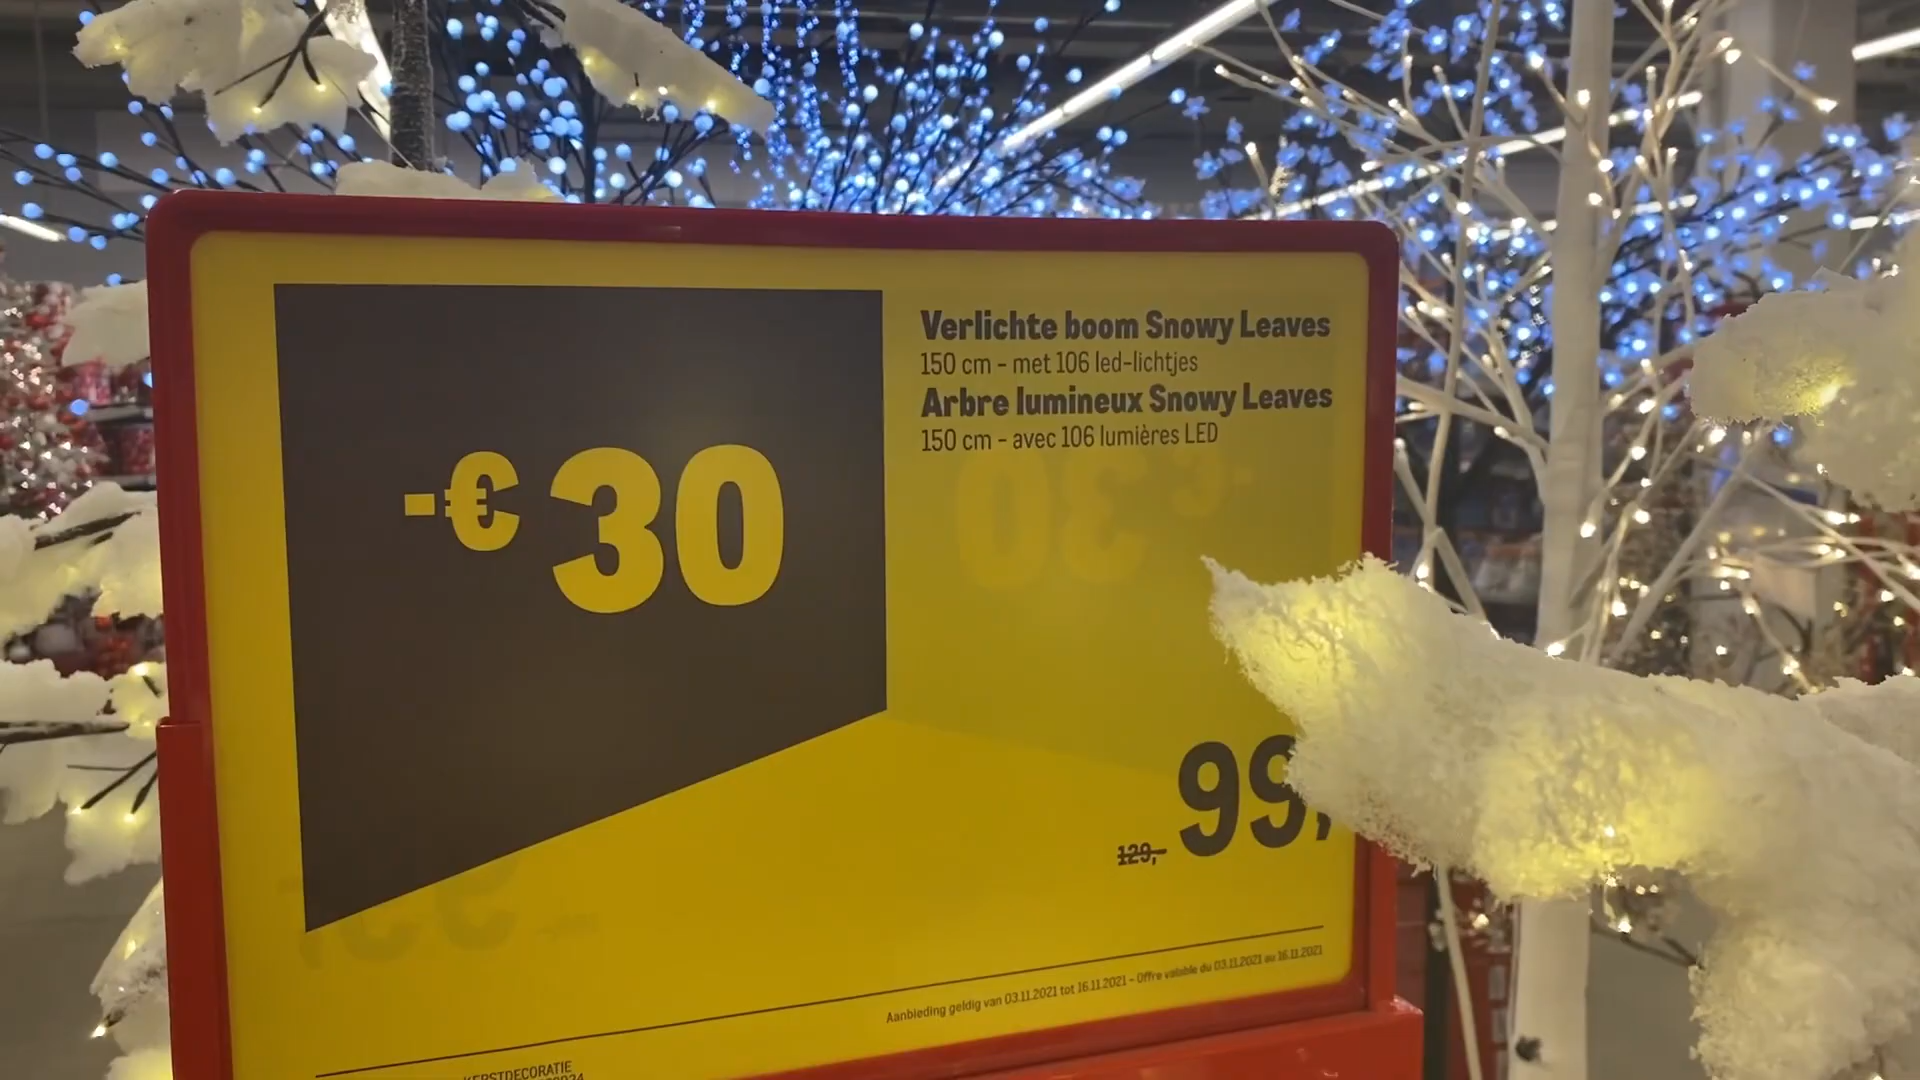 -€ 30
Verlichte boom Snowy Leaves
150 cm - met 106 led-lichtjes
Arbre lumineux Snowy Leaves
150 cm - avec 106 lumières LED
129,-
99,
Aanbieding geldig van 03.11.2021 tot 16.11.2021 - Offre valable du 03.11.2021 au 16.11.2021
KERSTDECORATIE